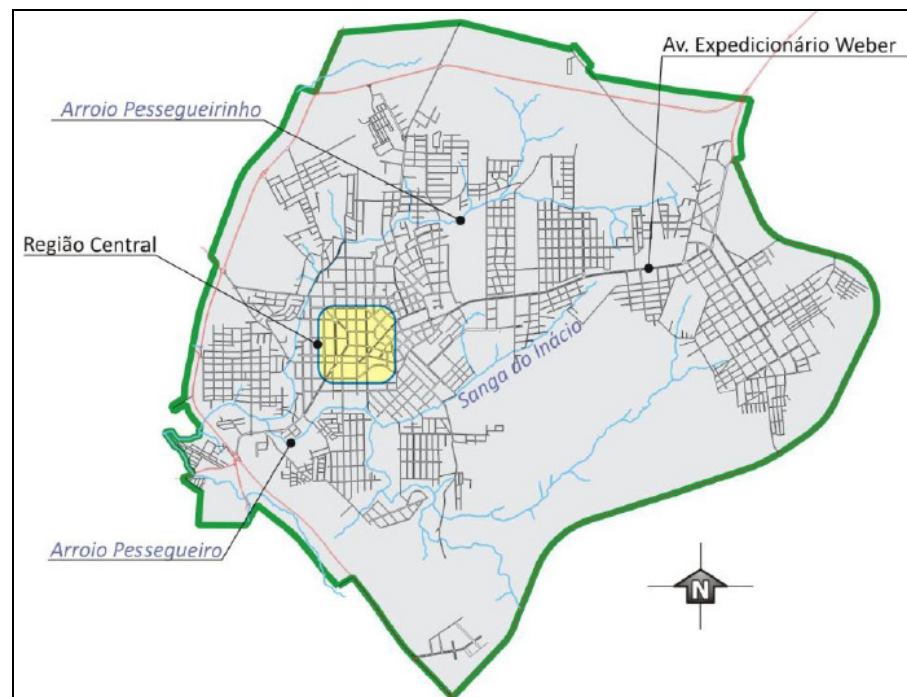 Av. Expedicionário Weber
Arroio Pessegueirinho
Região Central
Sanga do Inácio
Arroio Pessegueiro
N